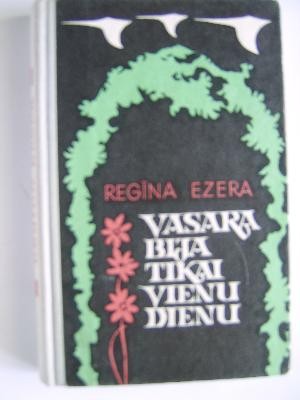 REGĪNA EZERA
VASARA
BIJA
TIKAI
VIENU
DIENU